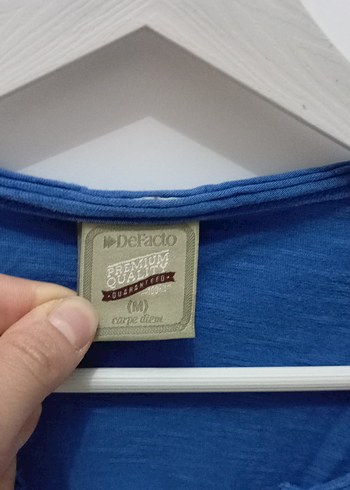 DeFacto
PREMIUM
QUALITY
GUARANTEED
(M)
carpe diem